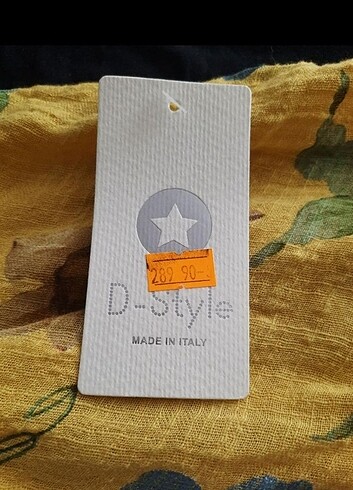 289 90-.
D-Style
MADE IN ITALY